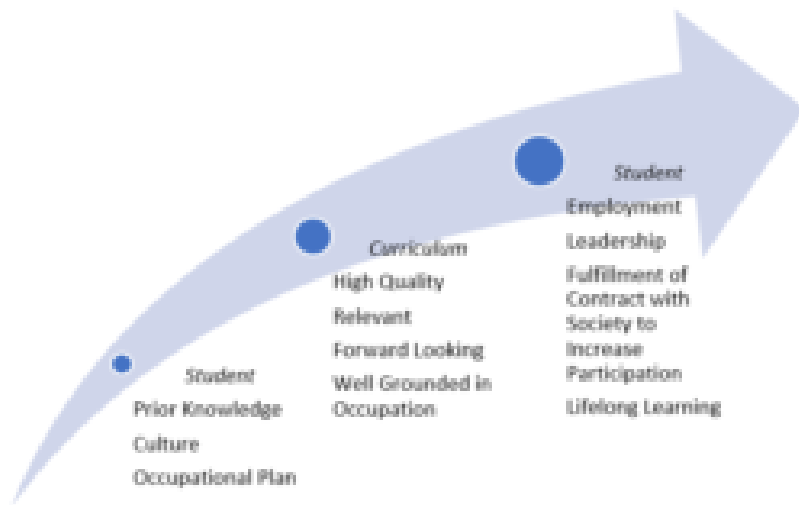 Student
Prior Knowledge
Culture
Occupational Plan
Curriculum
High Quality
Relevant
Forward Looking
Well Grounded in
Occupation
Student
Employment
Leadership
Fulfillment of
Contract with
Society to
Increase
Participation
Lifelong Learning